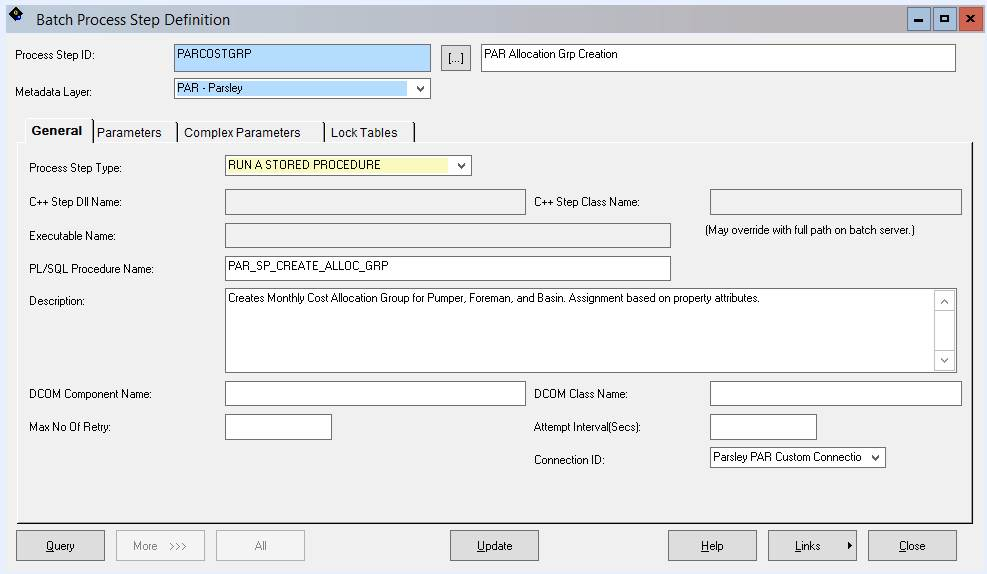 Batch Process Step Definition
Process Step ID: PARCOSTGRP [...] PAR Allocation Grp Creation
Metadata Layer: PAR - Parsley
General Parameters Complex Parameters Lock Tables
Process Step Type: RUN A STORED PROCEDURE
C++ Step Dll Name: C++ Step Class Name:
Executable Name: (May override with full path on batch server.)
PL/SQL Procedure Name: PAR_SP_CREATE_ALLOC_GRP
Description: Creates Monthly Cost Allocation Group for Pumper, Foreman, and Basin. Assignment based on property attributes.
DCOM Component Name: DCOM Class Name:
Max No Of Retry: Attempt Interval(Secs):
Connection ID: Parsley PAR Custom Connectio
Query More >>> All Update Help Links Close